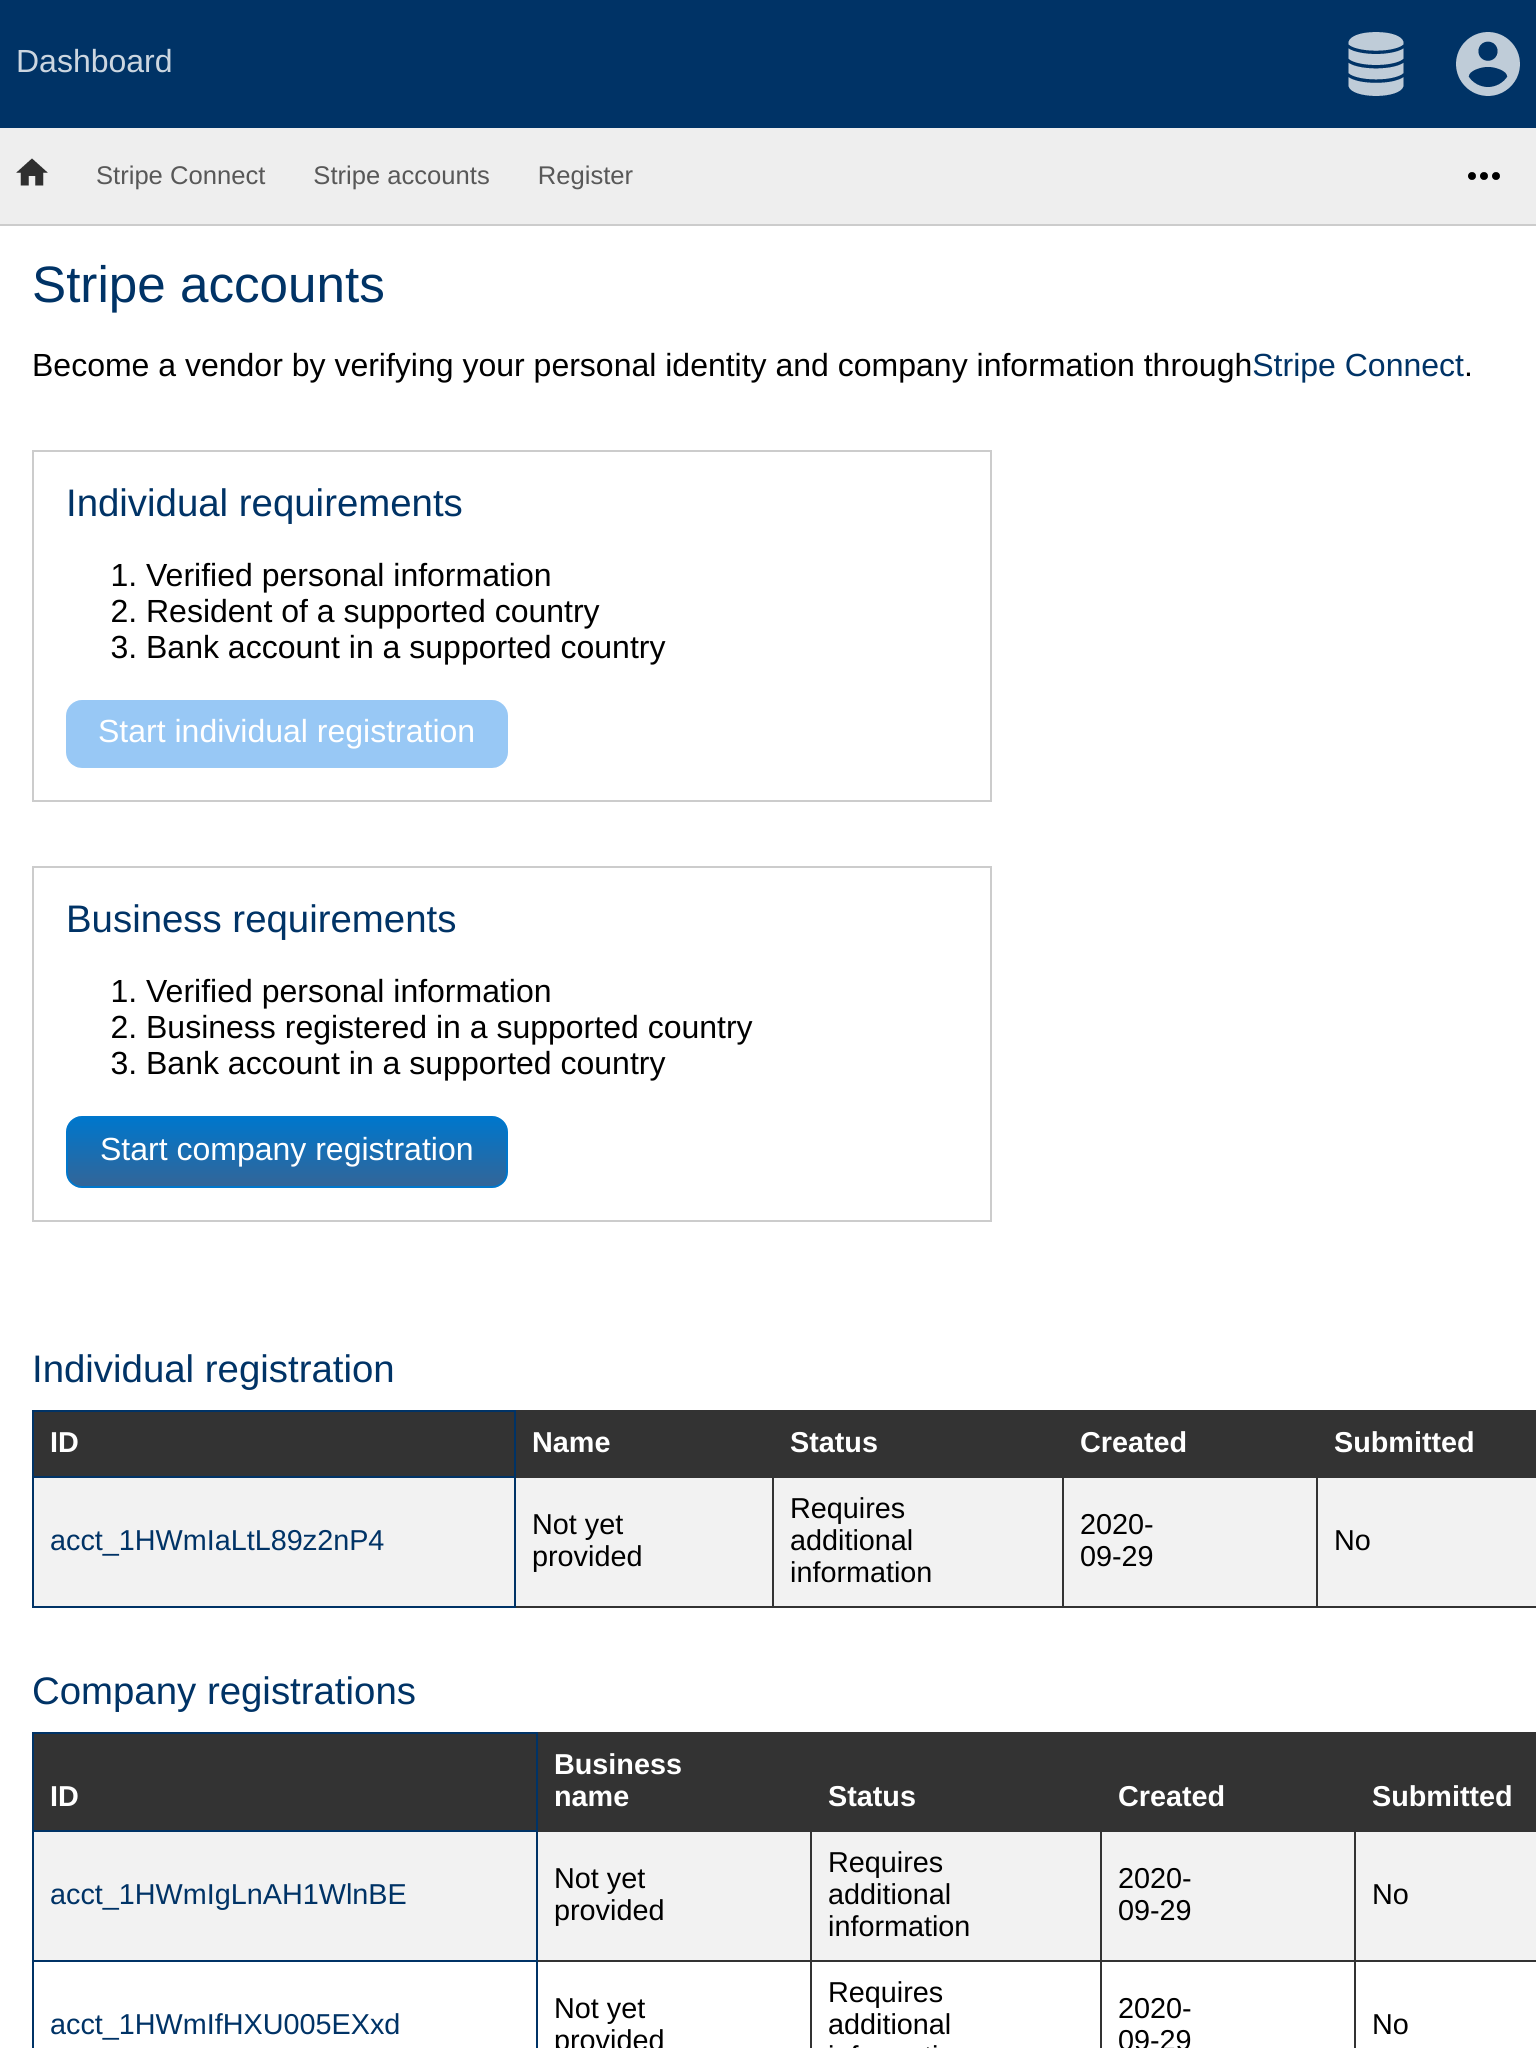 Dashboard
Stripe Connect Stripe accounts Register
Stripe accounts
Become a vendor by verifying your personal identity and company information throughStripe Connect.
Individual requirements
1. Verified personal information
2. Resident of a supported country
3. Bank account in a supported country
Start individual registration
Business requirements
1. Verified personal information
2. Business registered in a supported country
3. Bank account in a supported country
Start company registration
Individual registration
ID Name Status Created Submitted
acct_1HWmIaLtL89z2nP4 Not yet provided Requires additional information 2020-09-29 No
Company registrations
ID Business name Status Created Submitted
acct_1HWmIgLnAH1WlnBE Not yet provided Requires additional information 2020-09-29 No
acct_1HWmIfHXU005EXxd Not yet provided Requires additional 2020-09-29 No